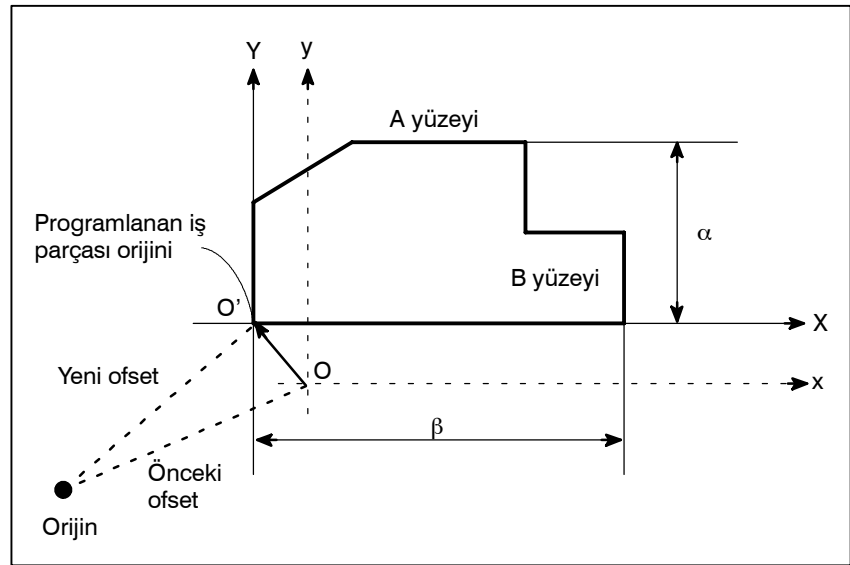 Y
y
A yüzeyi
Programlanan iş
parçası orijini
α
B yüzeyi
O’
X
Yeni ofset
O
x
β
Önceki
ofset
Orijin